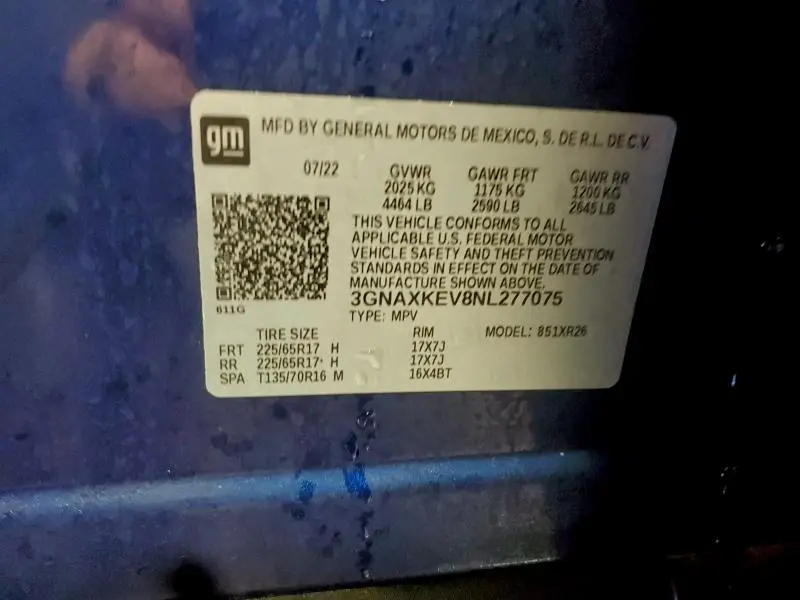 gm
MFD BY GENERAL MOTORS DE MEXICO, S. DE R.L. DE C.V.
07/22 GVWR GAWR FRT GAWR RR
2025 KG 1175 KG 1200 KG
4464 LB 2590 LB 2645 LB
THIS VEHICLE CONFORMS TO ALL
APPLICABLE U.S. FEDERAL MOTOR
VEHICLE SAFETY AND THEFT PREVENTION
STANDARDS IN EFFECT ON THE DATE OF
MANUFACTURE SHOWN ABOVE.
3GNAXKEV8NL277075
611G
TYPE: MPV
TIRE SIZE RIM MODEL: 851XR26
FRT 225/65R17 H 17X7J
RR 225/65R17 H 17X7J
SPA T135/70R16 M 16X4BT